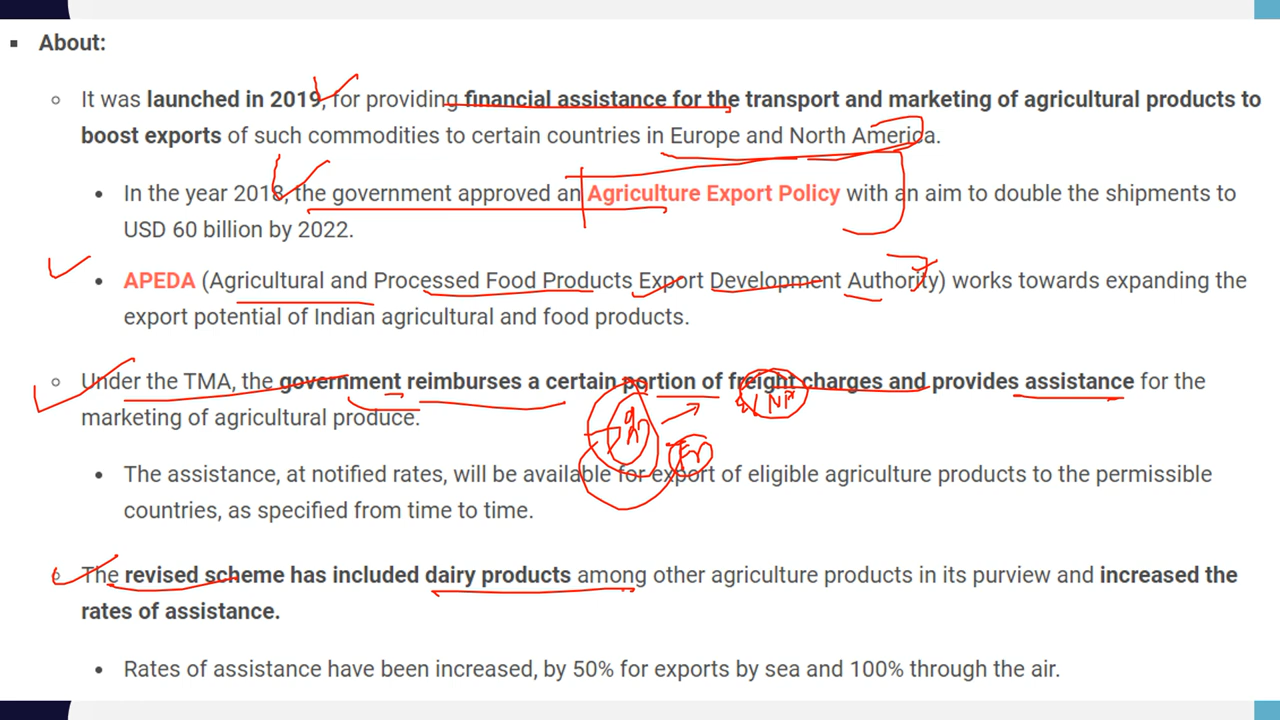 About:
It was launched in 2019, for providing financial assistance for the transport and marketing of agricultural products to
boost exports of such commodities to certain countries in Europe and North America.
In the year 2018, the government approved an Agriculture Export Policy with an aim to double the shipments to
USD 60 billion by 2022.
APEDA (Agricultural and Processed Food Products Export Development Authority) works towards expanding the
export potential of Indian agricultural and food products.
Under the TMA, the government reimburses a certain portion of freight charges and provides assistance for the
marketing of agricultural produce.
The assistance, at notified rates, will be available for export of eligible agriculture products to the permissible
countries, as specified from time to time.
The revised scheme has included dairy products among other agriculture products in its purview and increased the
rates of assistance.
Rates of assistance have been increased, by 50% for exports by sea and 100% through the air.